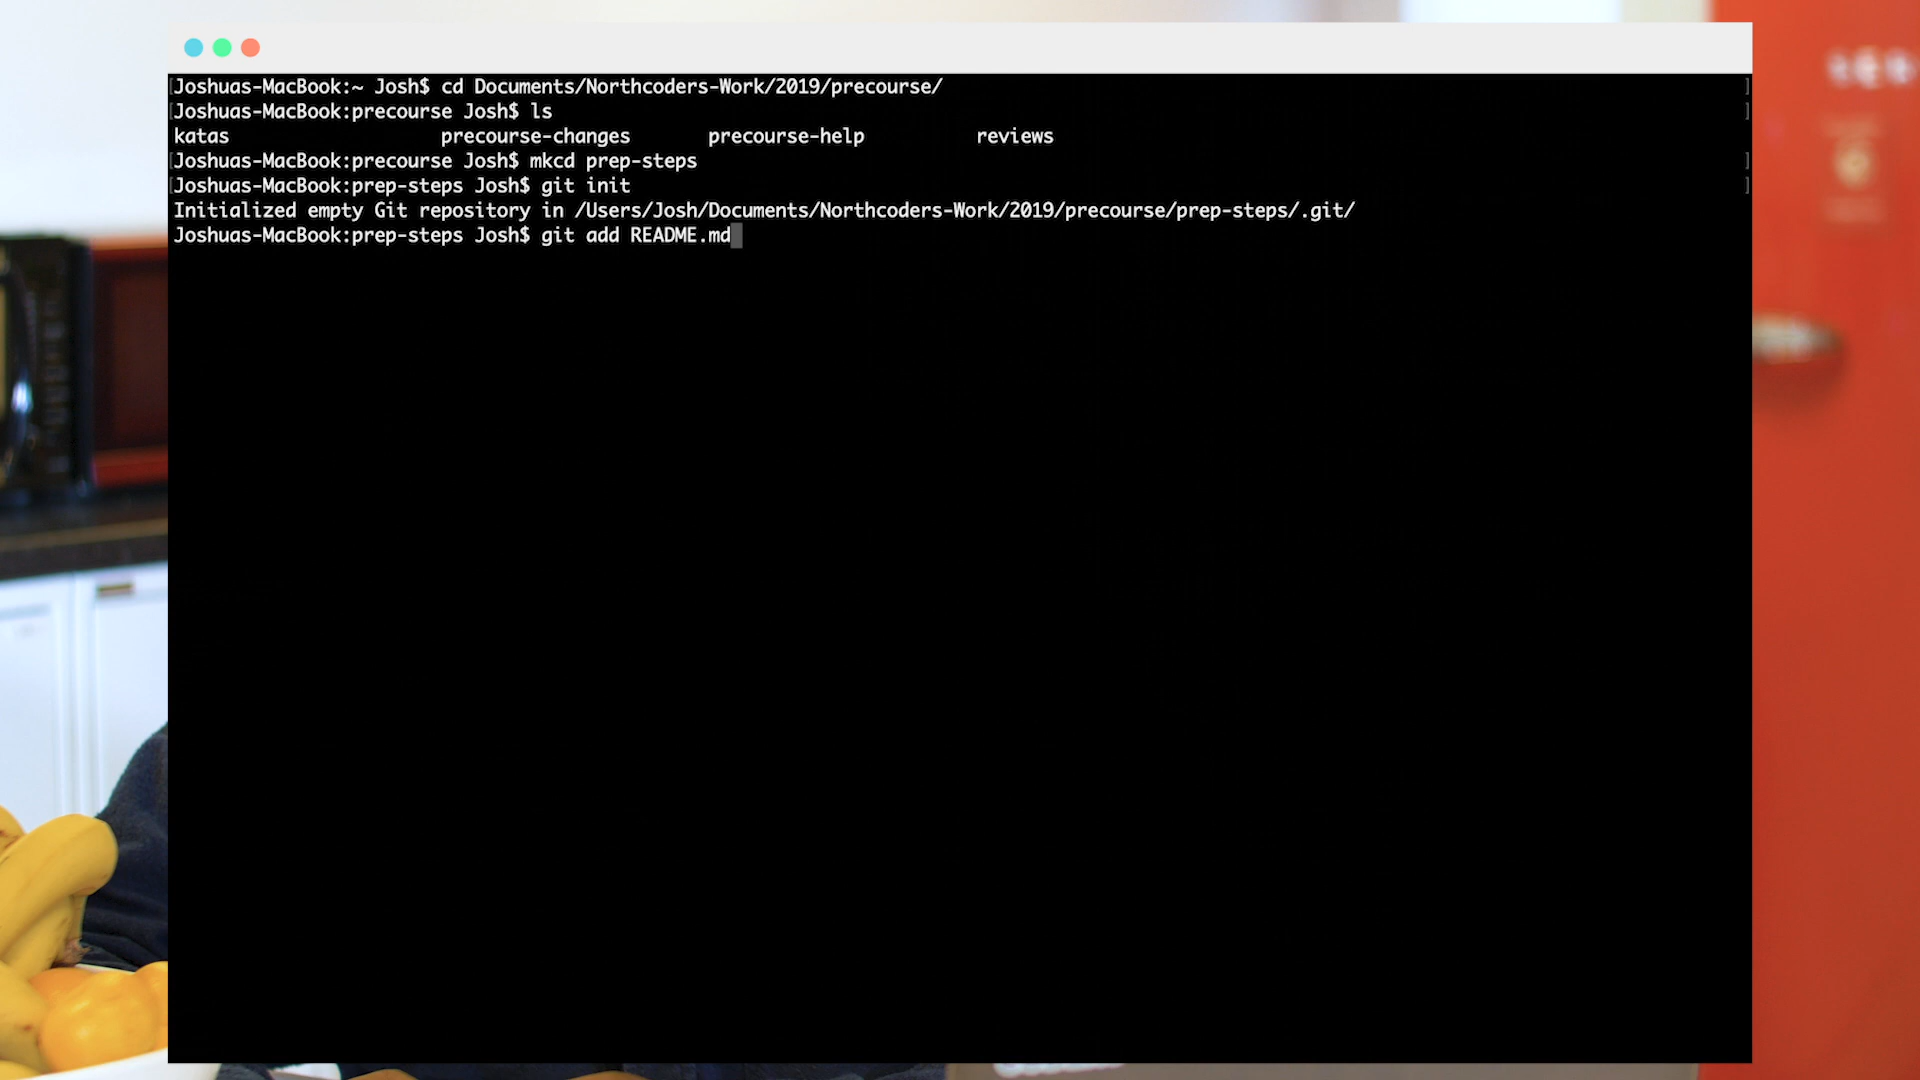 Joshuas-MacBook:~ Josh$ cd Documents/Northcoders-Work/2019/precourse/
Joshuas-MacBook:precourse Josh$ ls
katas precourse-changes precourse-help reviews
Joshuas-MacBook:precourse Josh$ mkcd prep-steps
Joshuas-MacBook:prep-steps Josh$ git init
Initialized empty Git repository in /Users/Josh/Documents/Northcoders-Work/2019/precourse/prep-steps/.git/
Joshuas-MacBook:prep-steps Josh$ git add README.md